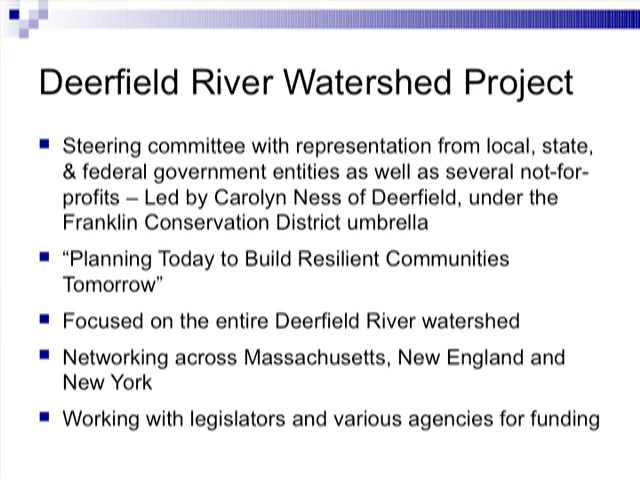 Deerfield River Watershed Project
Steering committee with representation from local, state,
& federal government entities as well as several not-for-
profits – Led by Carolyn Ness of Deerfield, under the
Franklin Conservation District umbrella
“Planning Today to Build Resilient Communities
Tomorrow”
Focused on the entire Deerfield River watershed
Networking across Massachusetts, New England and
New York
Working with legislators and various agencies for funding